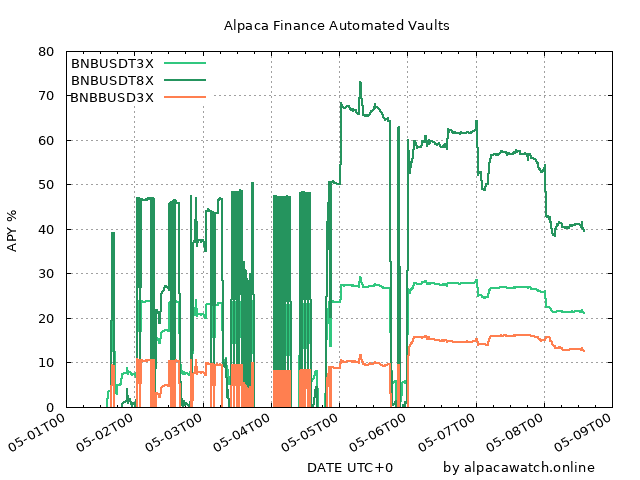 Alpaca Finance Automated Vaults
80
70
60
50
40
30
20
10
0
APY %
BNBUSDT3X
BNBUSDT8X
BNBBUSD3X
05-01T00
05-02T00
05-03T00
05-04T00
05-05T00
05-06T00
05-07T00
05-08T00
05-09T00
DATE UTC+0
by alpacawatch.online